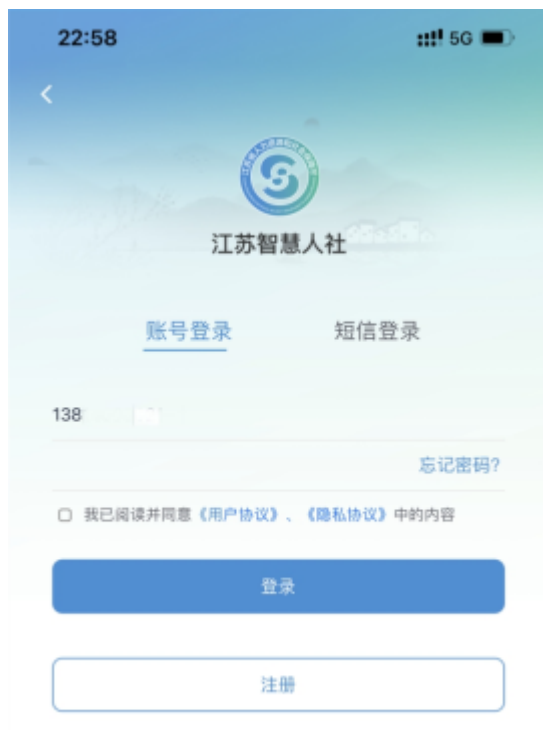 22:58
5G
江苏智慧人社
账号登录 短信登录
138
忘记密码?
我已阅读并同意《用户协议》、《隐私协议》中的内容
登录
注册